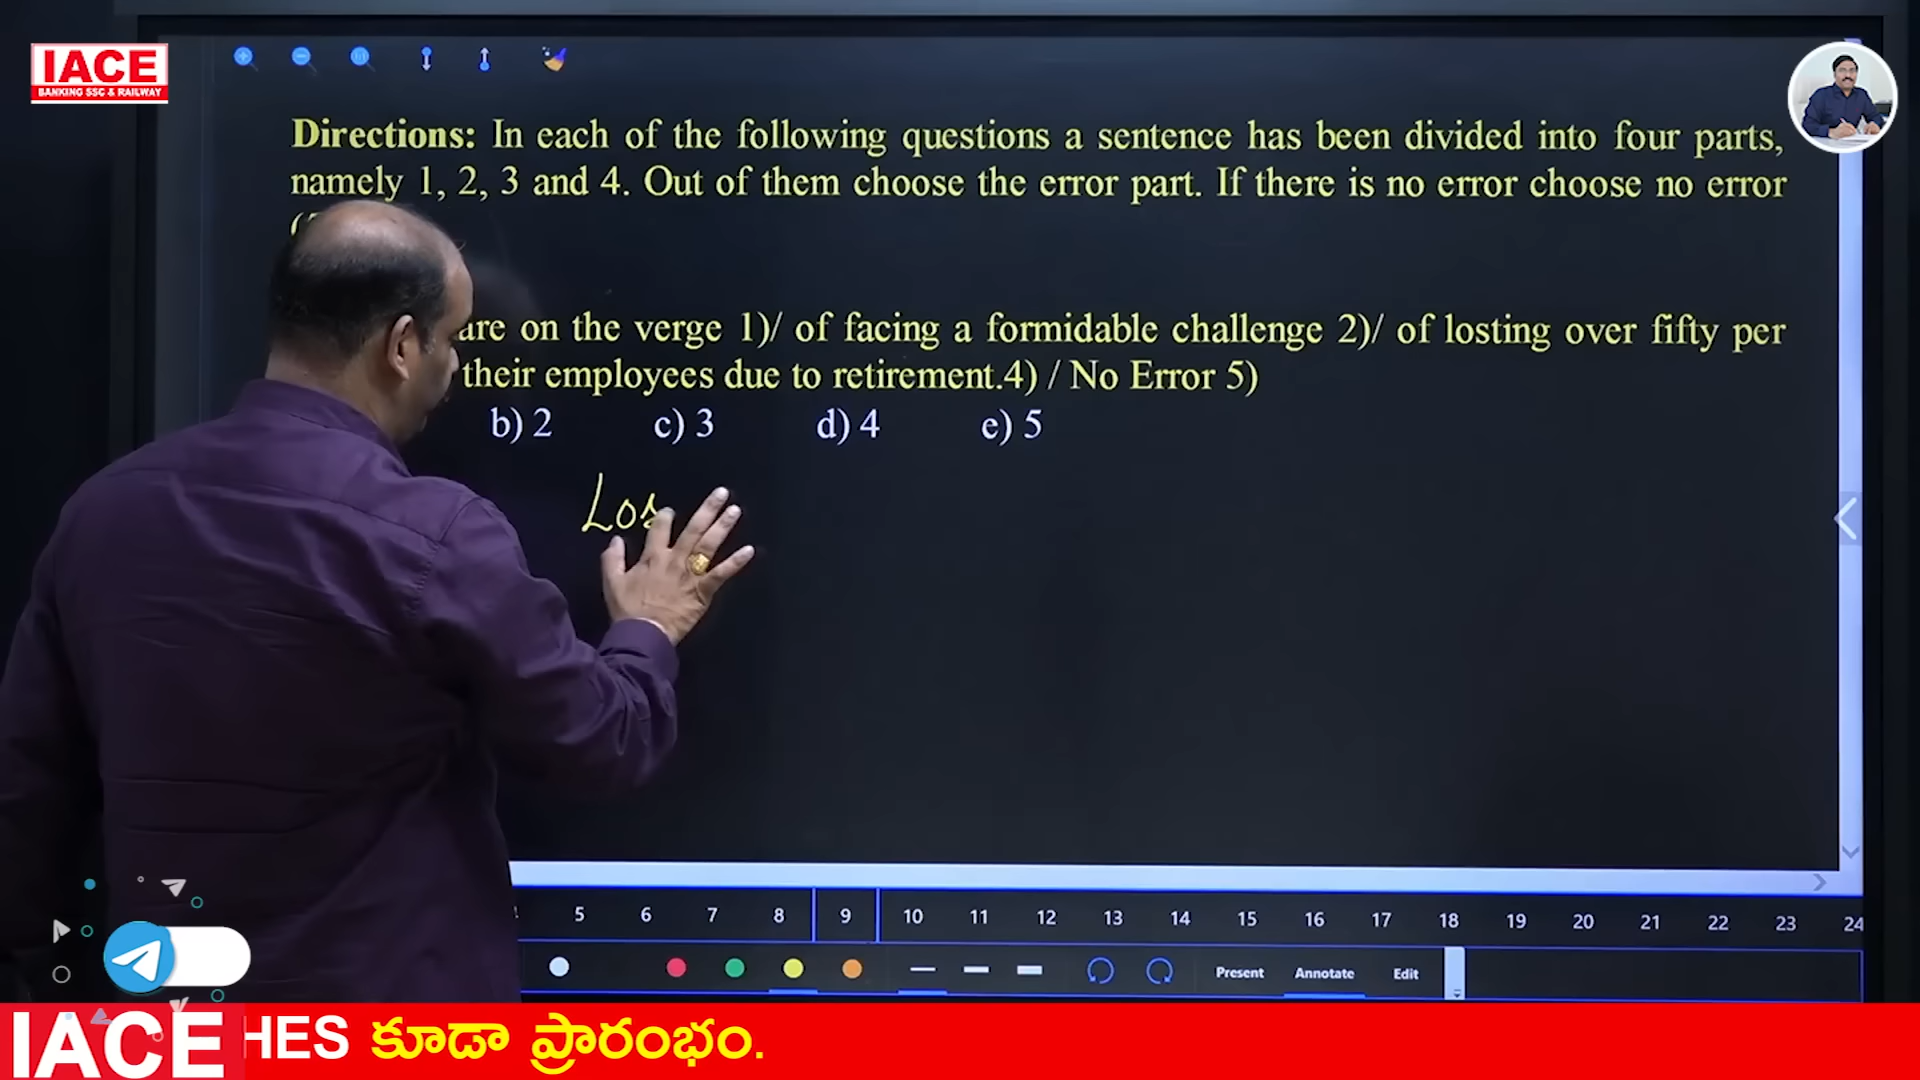 IACE
BANKING SSC & RAILWAY
Directions: In each of the following questions a sentence has been divided into four parts,
namely 1, 2, 3 and 4. Out of them choose the error part. If there is no error choose no error
are on the verge 1)/ of facing a formidable challenge 2)/ of losting over fifty per
their employees due to retirement.4) / No Error 5)
b) 2 c) 3 d) 4 e) 5
Los
5 6 7 8 9 10 11 12 13 14 15 16 17 18 19 20 21 22 23 24
Present Annotate Edit
IACE HES కూడా ప్రారంభం.